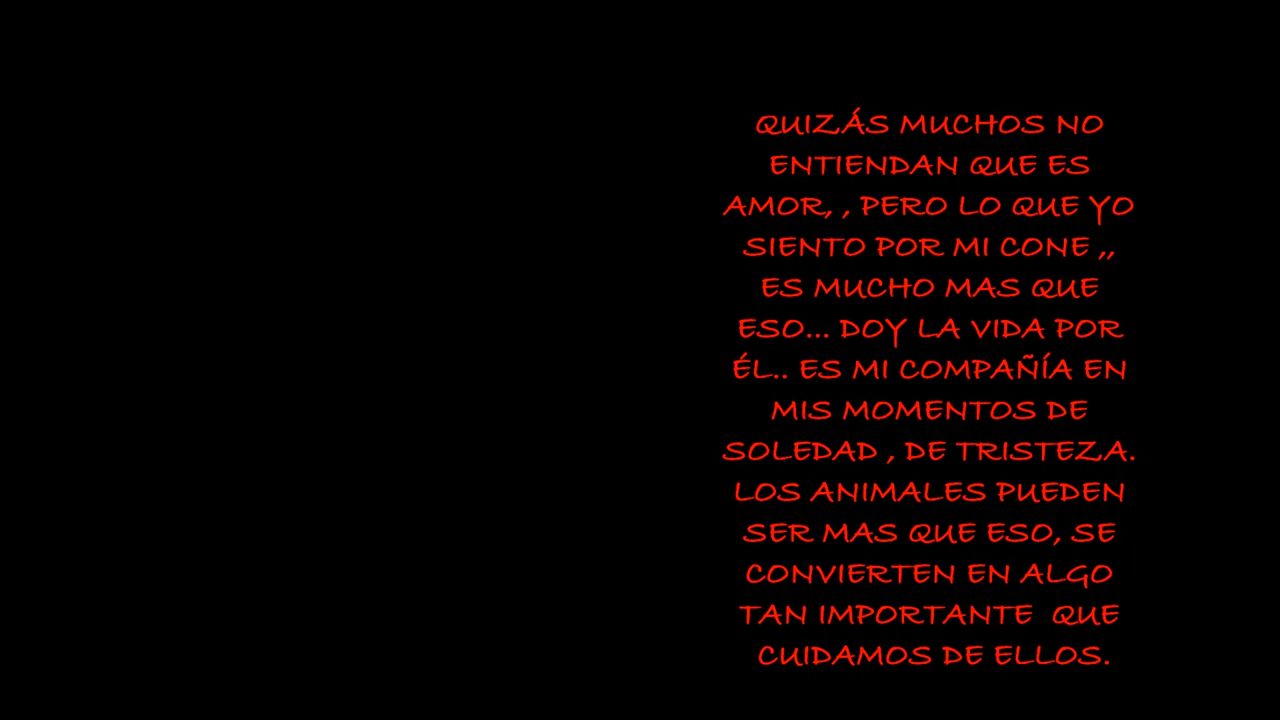 QUIZÁS MUCHOS NO
ENTIENDAN QUE ES
AMOR, , PERO LO QUE YO
SIENTO POR MI CONE ,,
ES MUCHO MAS QUE
ESO... DOY LA VIDA POR
ÉL.. ES MI COMPAÑÍA EN
MIS MOMENTOS DE
SOLEDAD , DE TRISTEZA.
LOS ANIMALES PUEDEN
SER MAS QUE ESO, SE
CONVIERTEN EN ALGO
TAN IMPORTANTE  QUE
CUIDAMOS DE ELLOS.